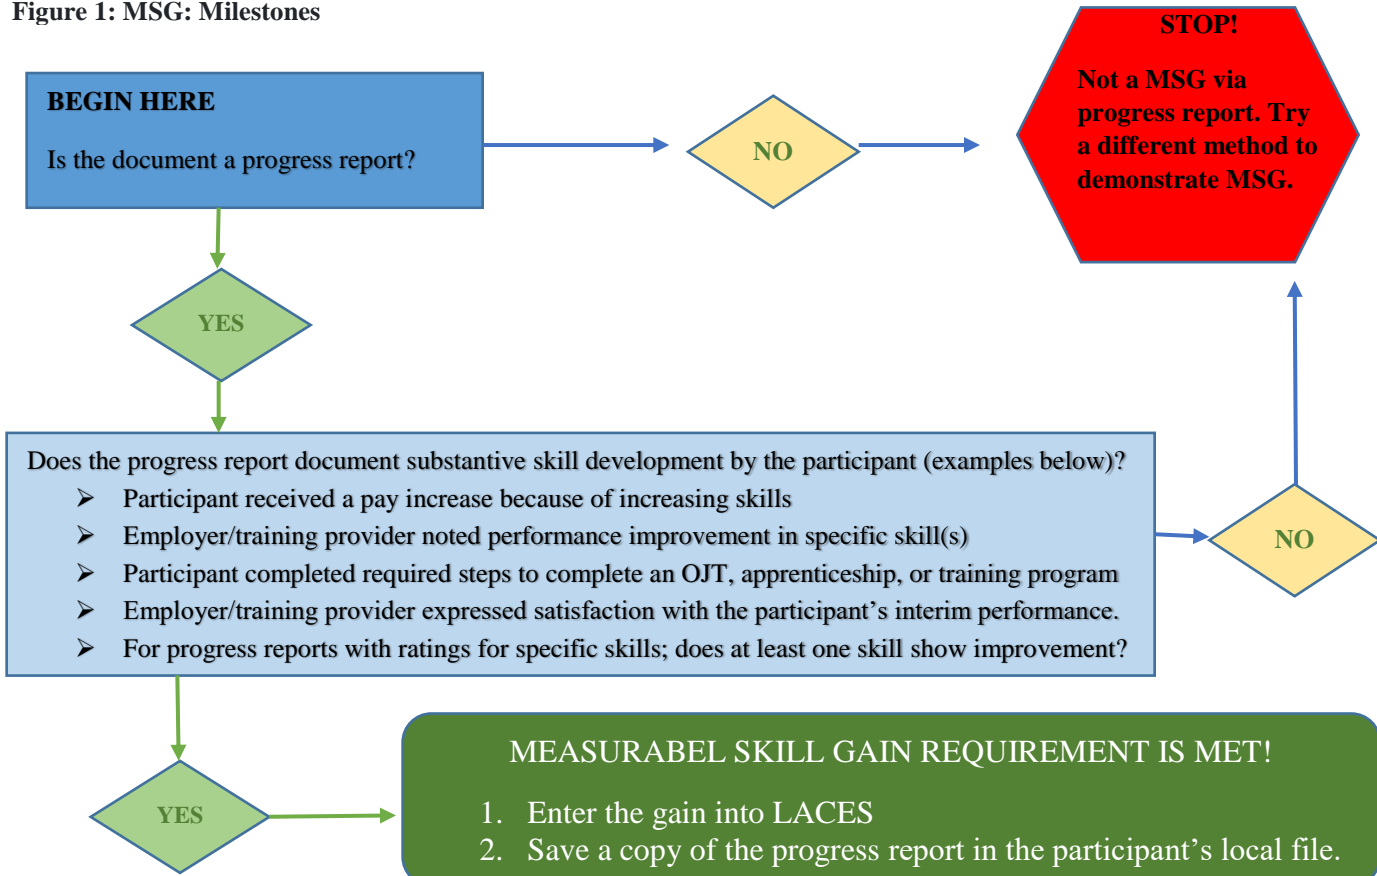 Figure 1: MSG: Milestones
STOP!
Not a MSG via
progress report. Try
a different method to
demonstrate MSG.
BEGIN HERE
Is the document a progress report?
NO
YES
Does the progress report document substantive skill development by the participant (examples below)?
➤ Participant received a pay increase because of increasing skills
➤ Employer/training provider noted performance improvement in specific skill(s)
➤ Participant completed required steps to complete an OJT, apprenticeship, or training program
➤ Employer/training provider expressed satisfaction with the participant’s interim performance.
➤ For progress reports with ratings for specific skills; does at least one skill show improvement?
NO
YES
MEASURABEL SKILL GAIN REQUIREMENT IS MET!
1. Enter the gain into LACES
2. Save a copy of the progress report in the participant’s local file.